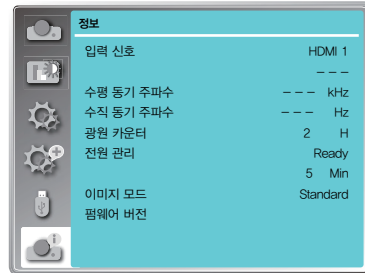 정보
입력 신호 HDMI 1
– – –
수평 동기 주파수 – – – kHz
수직 동기 주파수 – – – Hz
광원 카운터 2 H
전원 관리 Ready
5 Min
이미지 모드 Standard
펌웨어 버전